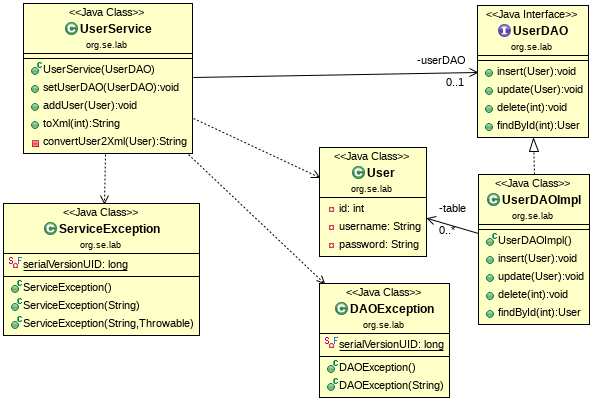 <<Java Class>>
UserService
org.se.lab
UserService(UserDAO)
setUserDAO(UserDAO):void
addUser(User):void
toXml(int):String
convertUser2Xml(User):String
-userDAO
0..1
<<Java Interface>>
UserDAO
org.se.lab
insert(User):void
update(User):void
delete(int):void
findById(int):User
<<Java Class>>
User
org.se.lab
id: int
username: String
password: String
-table
0..*
<<Java Class>>
UserDAOImpl
org.se.lab
UserDAOImpl()
insert(User):void
update(User):void
delete(int):void
findById(int):User
<<Java Class>>
ServiceException
org.se.lab
serialVersionUID: long
ServiceException()
ServiceException(String)
ServiceException(String,Throwable)
<<Java Class>>
DAOException
org.se.lab
serialVersionUID: long
DAOException()
DAOException(String)